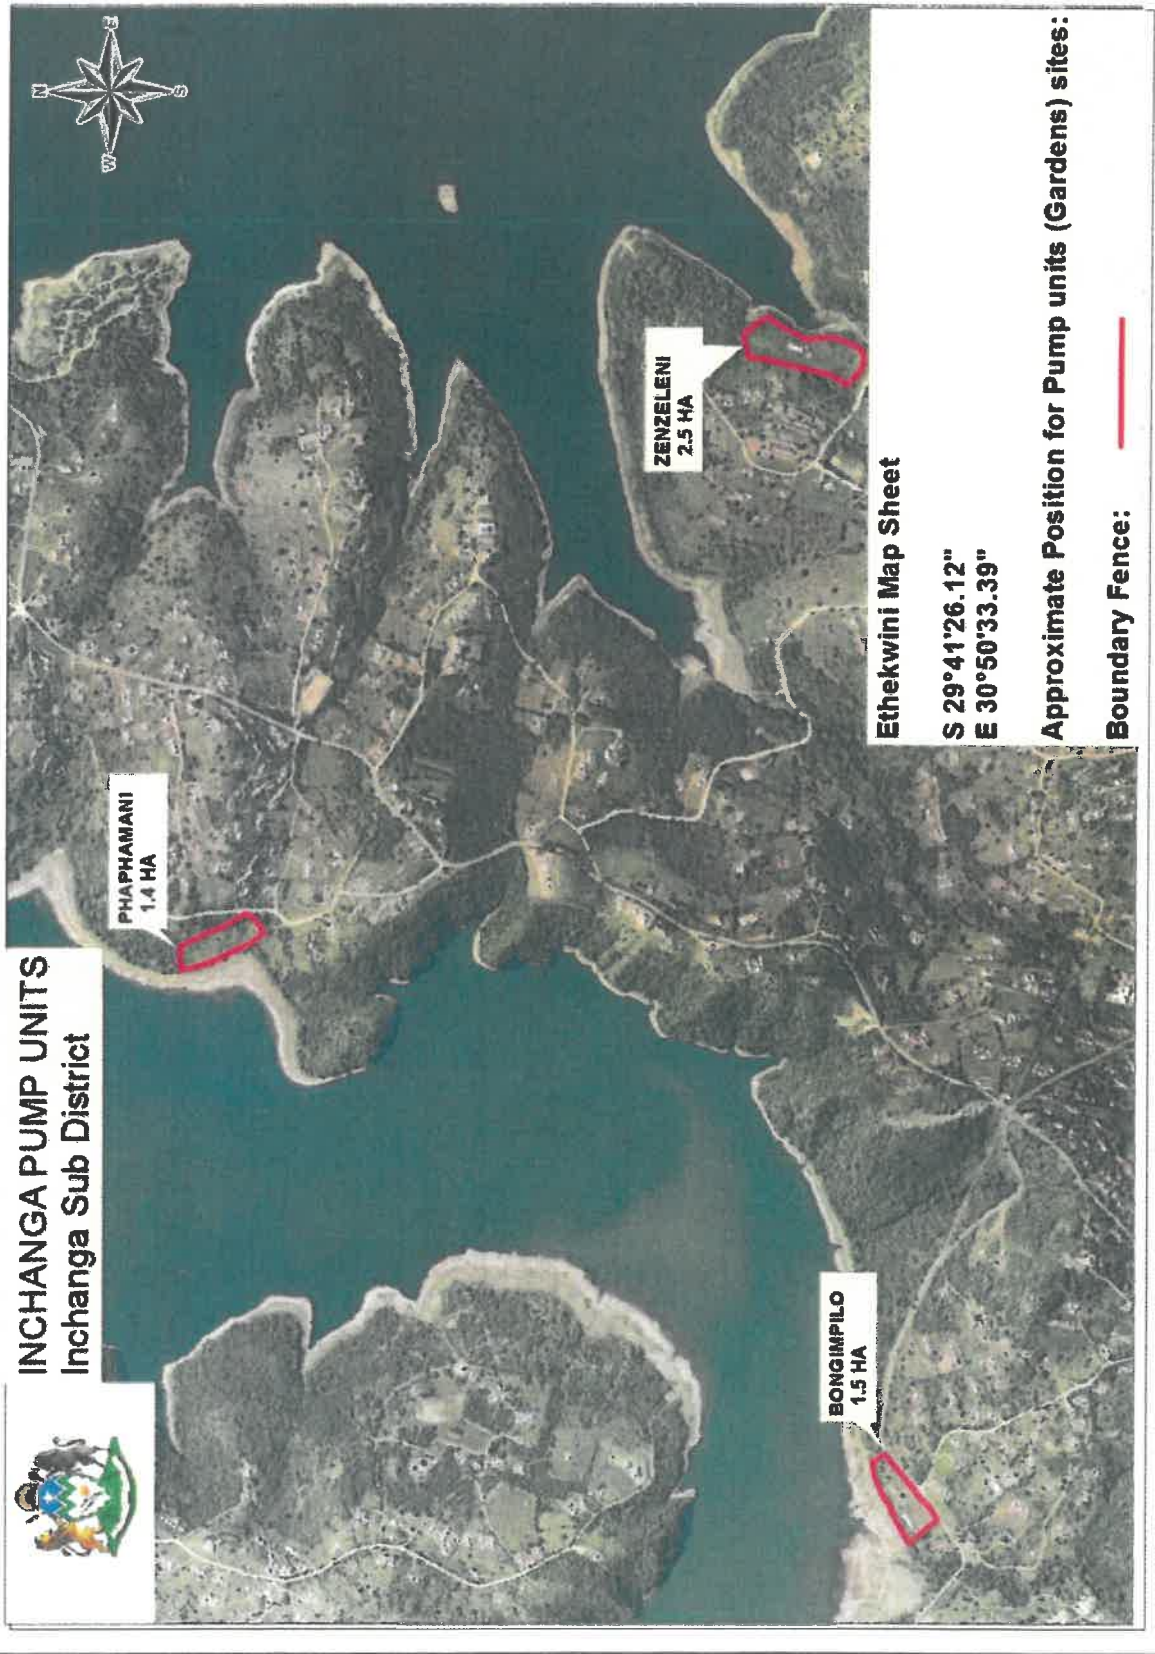 INCHANGA PUMP UNITS
Inchanga Sub District
N
E
S
W
PHAPHAMANI
1.4 HA
ZENZELENI
2.5 HA
BONGIMPILO
1.5 HA
Ethekwini Map Sheet
S 29°41'26.12"
E 30°50'33.39"
Approximate Position for Pump units (Gardens) sites:
Boundary Fence: